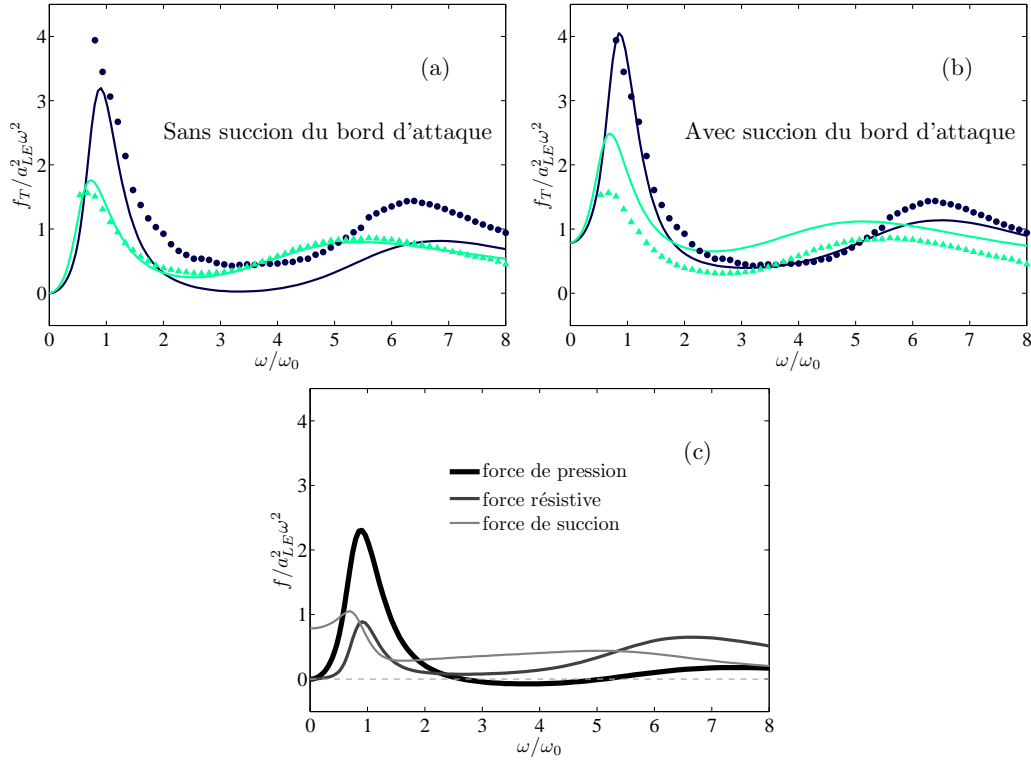 4
3
2
1
0
f_T/a_{LE}^2ω^2
(a)
Sans succion du bord d'attaque
0 1 2 3 4 5 6 7 8
ω/ω_0
4
3
2
1
0
f_T/a_{LE}^2ω^2
(b)
Avec succion du bord d'attaque
0 1 2 3 4 5 6 7 8
ω/ω_0
4
3
2
1
0
f/a_{LE}^2ω^2
(c)
force de pression
force résistive
force de succion
0 1 2 3 4 5 6 7 8
ω/ω_0